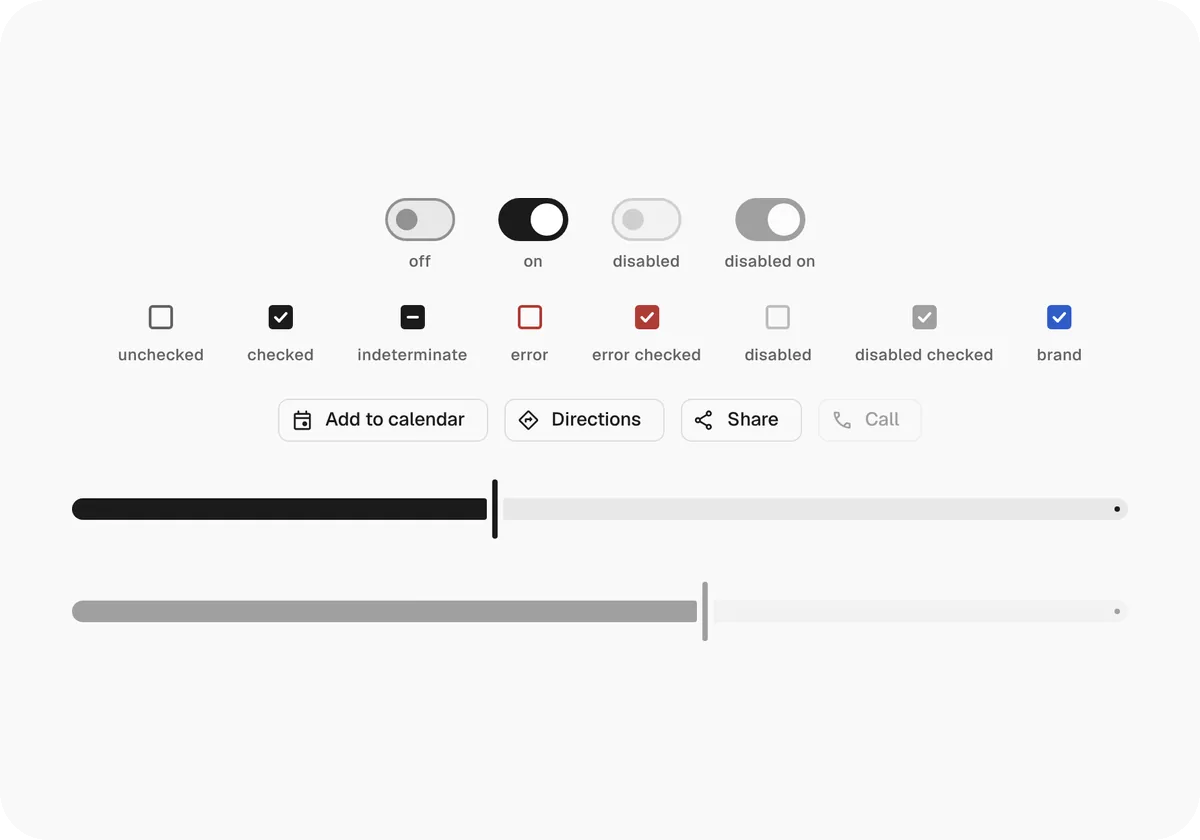 off on disabled disabled on
unchecked checked indeterminate error error checked disabled disabled checked brand
Add to calendar Directions Share Call